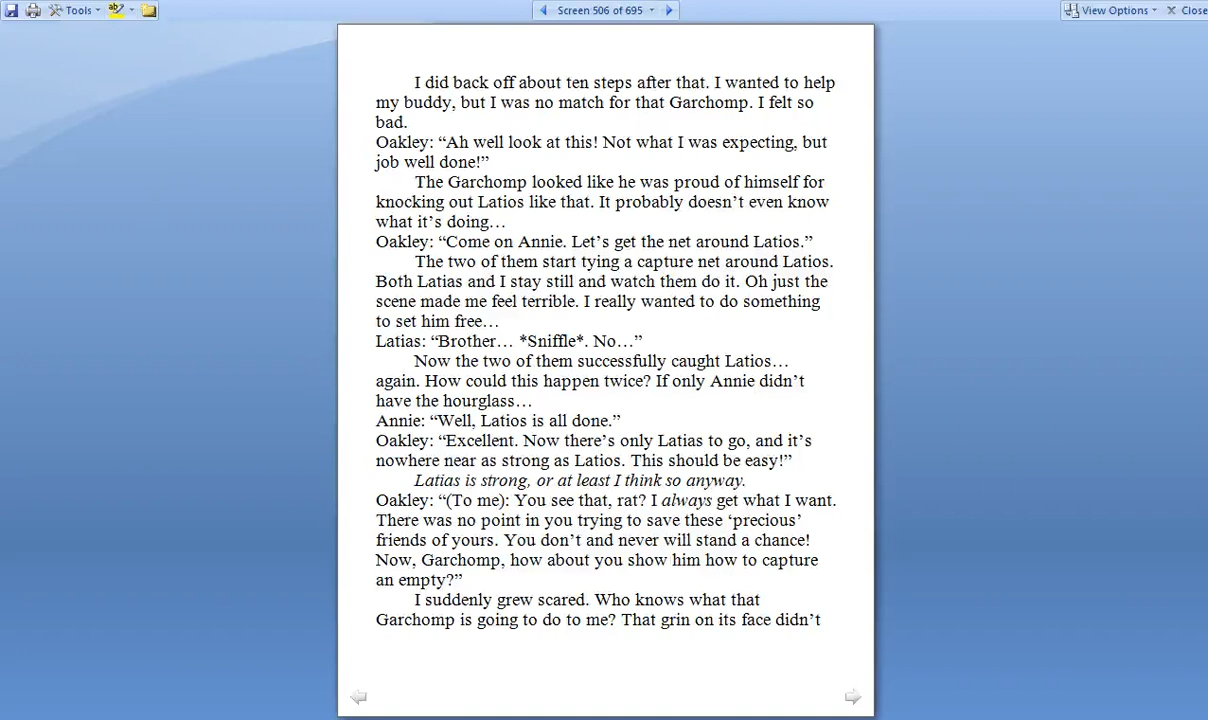 Tools
Screen 506 of 695
View Options
Close
I did back off about ten steps after that. I wanted to help
my buddy, but I was no match for that Garchomp. I felt so
bad.
Oakley: “Ah well look at this! Not what I was expecting, but
job well done!”
The Garchomp looked like he was proud of himself for
knocking out Latios like that. It probably doesn’t even know
what it’s doing…
Oakley: “Come on Annie. Let’s get the net around Latios.”
The two of them start tying a capture net around Latios.
Both Latias and I stay still and watch them do it. Oh just the
scene made me feel terrible. I really wanted to do something
to set him free…
Latias: “Brother… *Sniffle*. No…”
Now the two of them successfully caught Latios…
again. How could this happen twice? If only Annie didn’t
have the hourglass…
Annie: “Well, Latios is all done.”
Oakley: “Excellent. Now there’s only Latias to go, and it’s
nowhere near as strong as Latios. This should be easy!”
Latias is strong, or at least I think so anyway.
Oakley: “(To me): You see that, rat? I always get what I want.
There was no point in you trying to save these ‘precious’
friends of yours. You don’t and never will stand a chance!
Now, Garchomp, how about you show him how to capture
an empty?”
I suddenly grew scared. Who knows what that
Garchomp is going to do to me? That grin on its face didn’t